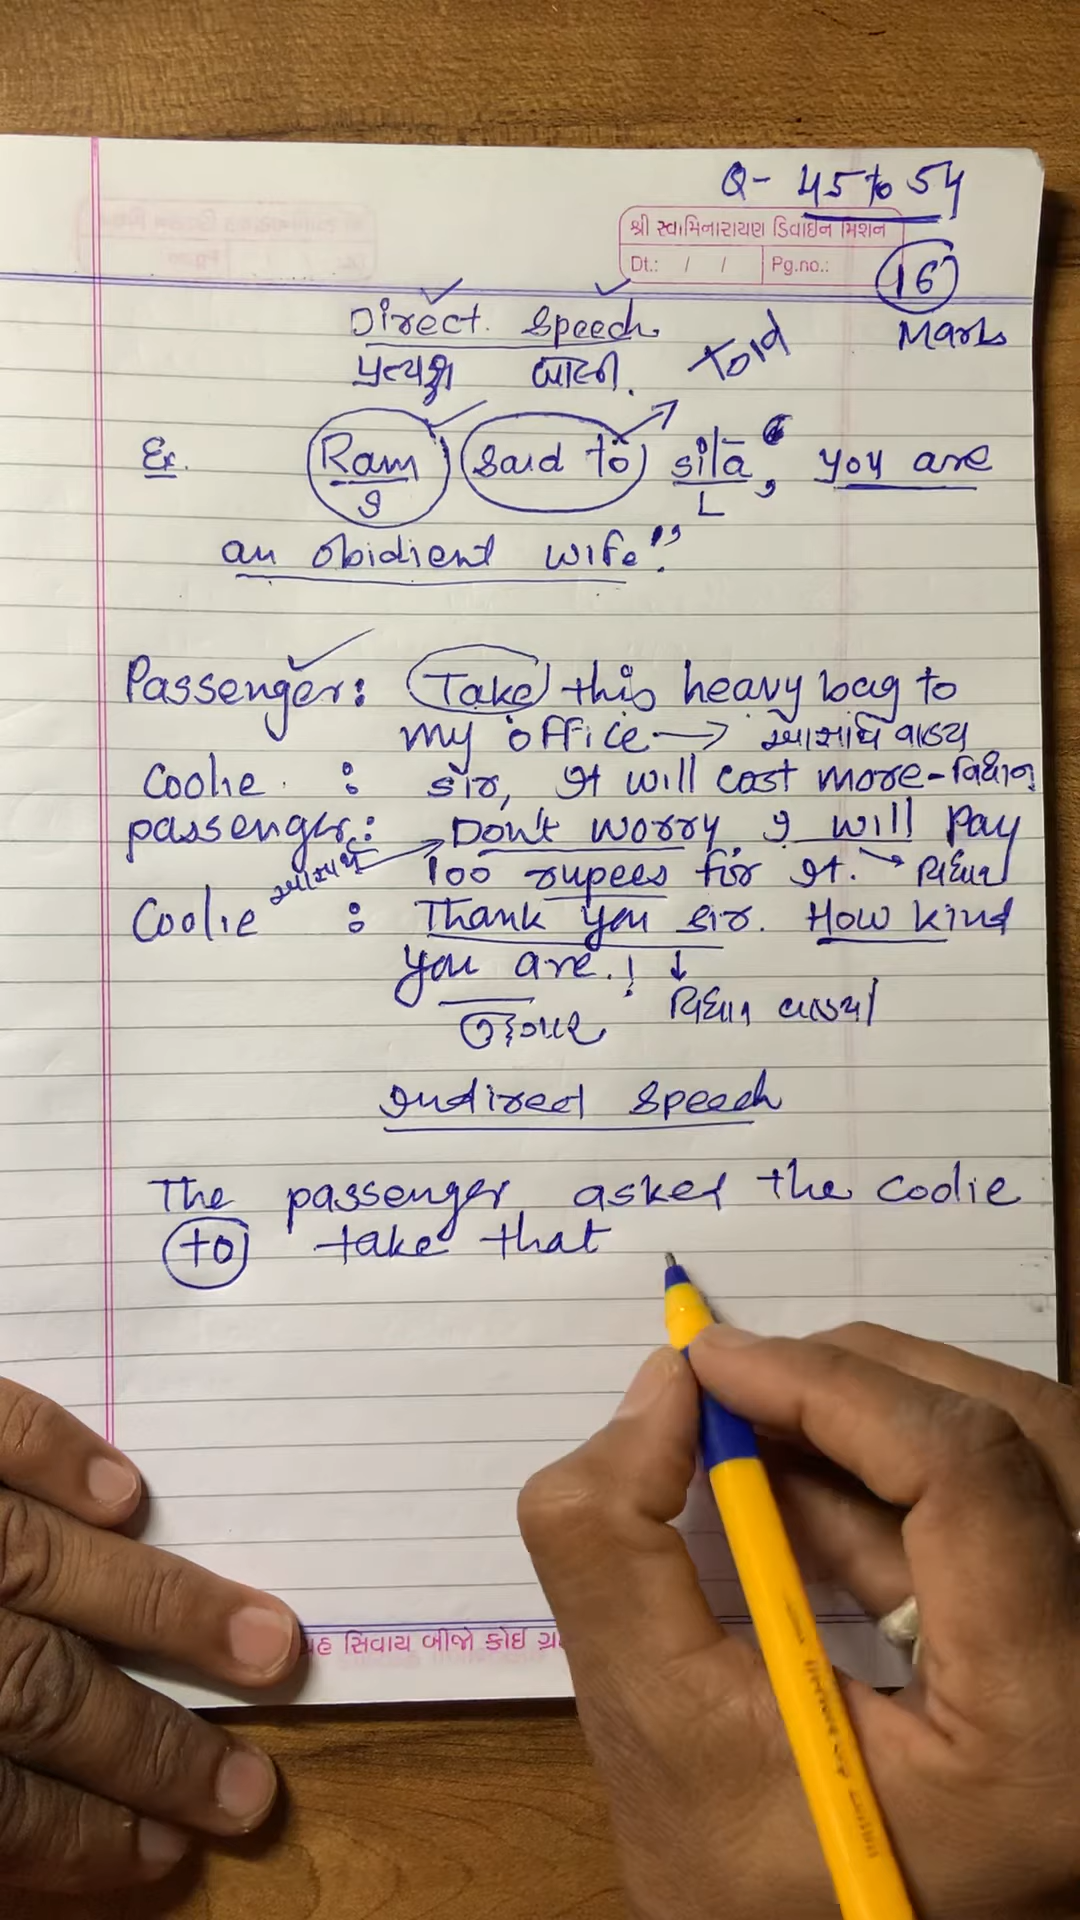 Q- 45 to 54
શ્રી સ્વામિનારાયણ ડિવાઇન મિશન
Dt.: / / Pg.no.:
16
Marks
Direct. Speech
told
Ex. Ram said to sita, you are
an obidient wife."
Passenger: Take this heavy bag to
my office → આજ્ઞાર્થ વાક્ય
Coolie : sir, It will cost more - વિધાન
passenger: Don't worry, I will pay
100 rupees for It. → વિધાન
આજ્ઞાર્થ
Coolie : Thank you sir. How kind
you are.!
વિધાન વાક્ય
ઉદ્દગાર
Indirect Speech
The passenger asked the coolie
to take that
સિવાય બીજો કોઈ